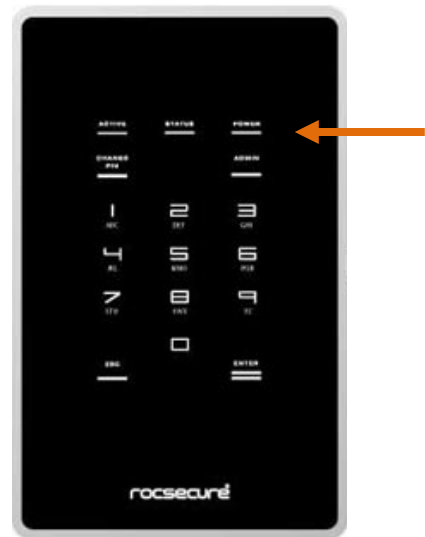 ACTIVE STATUS POWER
CHANGE ADMIN
PIN
1 2 3
4 5 6
7 8 9
0
ESC ENTER
rocsecure